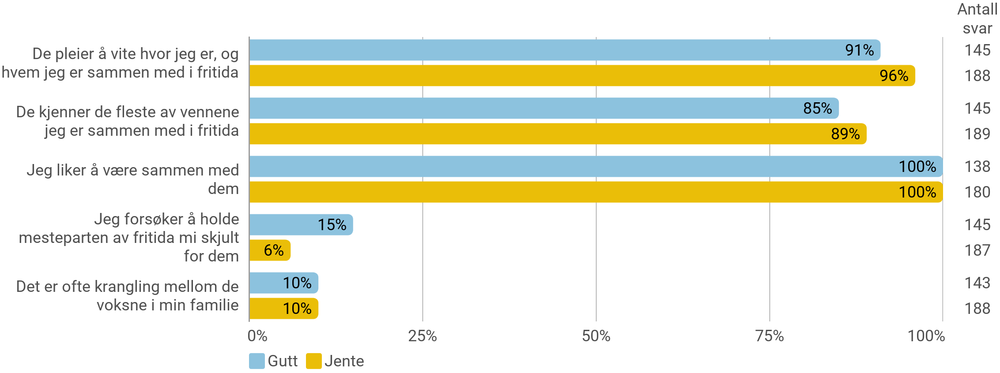 Antall
svar
De pleier å vite hvor jeg er, og
hvem jeg er sammen med i fritida
91%
145
96%
188
De kjenner de fleste av vennene
jeg er sammen med i fritida
85%
145
89%
189
Jeg liker å være sammen med
dem
100%
138
100%
180
Jeg forsøker å holde
mesteparten av fritida mi skjult
for dem
15%
145
6%
187
Det er ofte krangling mellom de
voksne i min familie
10%
143
10%
188
0% 25% 50% 75% 100%
Gutt Jente